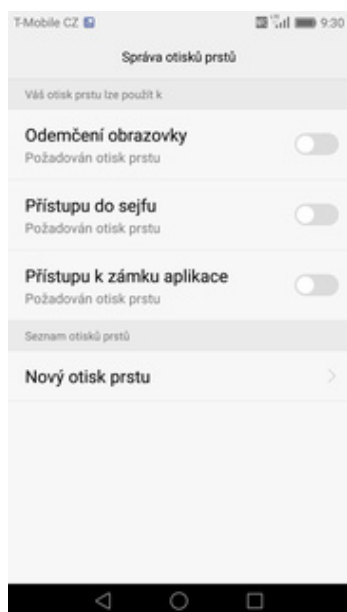 T-Mobile CZ 9:30
Správa otisků prstů
Váš otisk prstu lze použít k
Odemčení obrazovky
Požadován otisk prstu
Přístupu do sejfu
Požadován otisk prstu
Přístupu k zámku aplikace
Požadován otisk prstu
Seznam otisků prstů
Nový otisk prstu